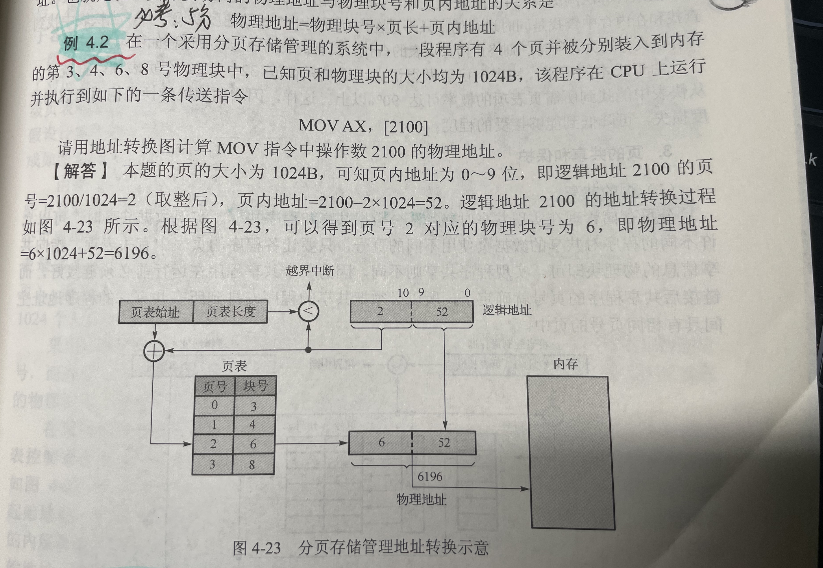 址。
的物理地址与物理块号和页内地址的关系是
必考：5分
物理地址=物理块号×页长+页内地址
例 4.2 在一个采用分页存储管理的系统中，一段程序有 4 个页并被分别装入到内存
的第 3、4、6、8 号物理块中，已知页和物理块的大小均为 1024B，该程序在 CPU 上运行
并执行到如下的一条传送指令
MOV AX，[2100]
请用地址转换图计算 MOV 指令中操作数 2100 的物理地址。
【解答】 本题的页的大小为 1024B，可知页内地址为 0～9 位，即逻辑地址 2100 的页
号=2100/1024=2（取整后），页内地址=2100−2×1024=52。逻辑地址 2100 的地址转换过程
如图 4-23 所示。根据图 4-23，可以得到页号 2 对应的物理块号为 6，即物理地址
=6×1024+52=6196。
越界中断
10 9 0
页表始址 页表长度 < 2 52 逻辑地址
+
页表 内存
页号 块号
0 3
1 4
2 6
3 8
6 52
6196
物理地址
图 4-23 分页存储管理地址转换示意